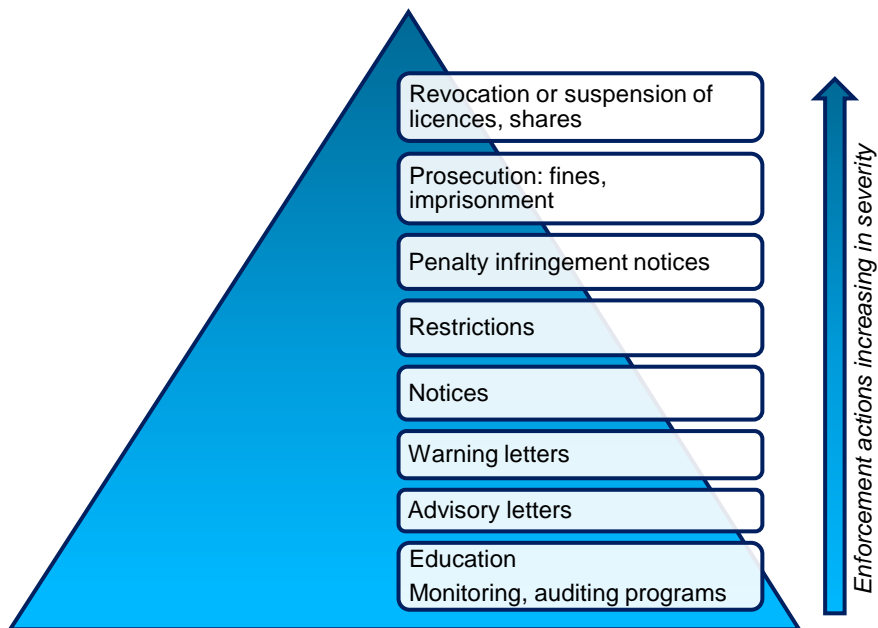 Revocation or suspension of
licences, shares
Prosecution: fines,
imprisonment
Penalty infringement notices
Restrictions
Notices
Warning letters
Advisory letters
Education
Monitoring, auditing programs
Enforcement actions increasing in severity